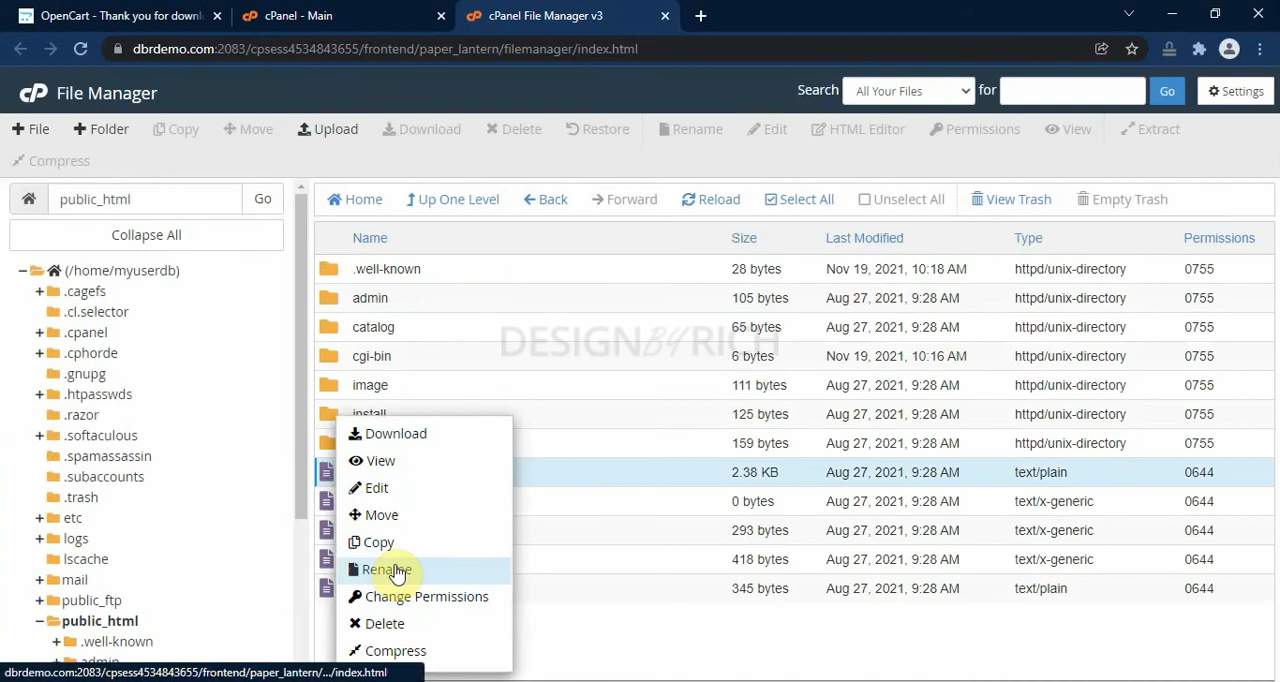 OpenCart - Thank you for downl
cPanel - Main
cPanel File Manager v3
dbrdemo.com:2083/cpsess4534843655/frontend/paper_lantern/filemanager/index.html
cP File Manager
Search All Your Files for Go Settings
File Folder Copy Move Upload Download Delete Restore Rename Edit HTML Editor Permissions View Extract
Compress
public_html Go
Home Up One Level Back Forward Reload Select All Unselect All View Trash Empty Trash
Collapse All
Name Size Last Modified Type Permissions
(/home/myuserdb)
.cagefs
.cl.selector
.cpanel
.cphorde
.gnupg
.htpasswds
.razor
.softaculous
.spamassassin
.subaccounts
.trash
etc
logs
lscache
mail
public_ftp
public_html
.well-known
admin
.well-known 28 bytes Nov 19, 2021, 10:18 AM httpd/unix-directory 0755
admin 105 bytes Aug 27, 2021, 9:28 AM httpd/unix-directory 0755
catalog 65 bytes Aug 27, 2021, 9:28 AM httpd/unix-directory 0755
DESIGN BY RICH
cgi-bin 6 bytes Nov 19, 2021, 10:16 AM httpd/unix-directory 0755
image 111 bytes Aug 27, 2021, 9:28 AM httpd/unix-directory 0755
install 125 bytes Aug 27, 2021, 9:28 AM httpd/unix-directory 0755
159 bytes Aug 27, 2021, 9:28 AM httpd/unix-directory 0755
2.38 KB Aug 27, 2021, 9:28 AM text/plain 0644
0 bytes Aug 27, 2021, 9:28 AM text/x-generic 0644
293 bytes Aug 27, 2021, 9:28 AM text/x-generic 0644
418 bytes Aug 27, 2021, 9:28 AM text/x-generic 0644
345 bytes Aug 27, 2021, 9:28 AM text/plain 0644
Download
View
Edit
Move
Copy
Rename
Change Permissions
Delete
Compress
dbrdemo.com:2083/cpsess4534843655/frontend/paper_lantern/.../index.html